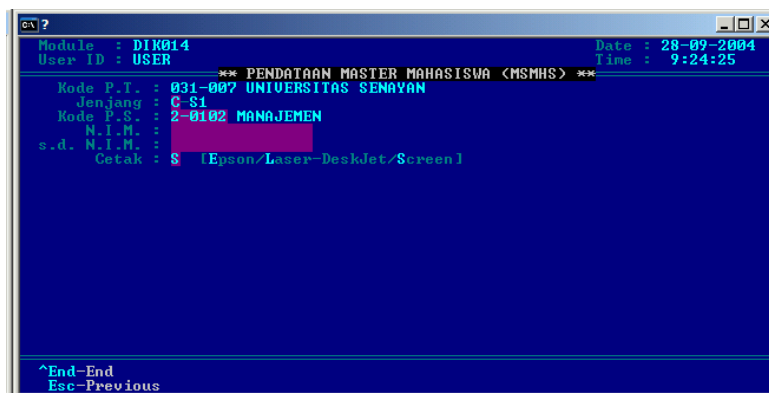 C:\ ?
Module : DIK014 Date : 28-09-2004
User ID : USER Time : 9:24:25
** PENDATAAN MASTER MAHASISWA (MSMHS) **
Kode P.T. : 031-007 UNIVERSITAS SENAYAN
Jenjang : C-S1
Kode P.S. : 2-0102 MANAJEMEN
N.I.M. :
s.d. N.I.M. :
Cetak : S [Epson/Laser-DeskJet/Screen]
^End-End
Esc-Previous